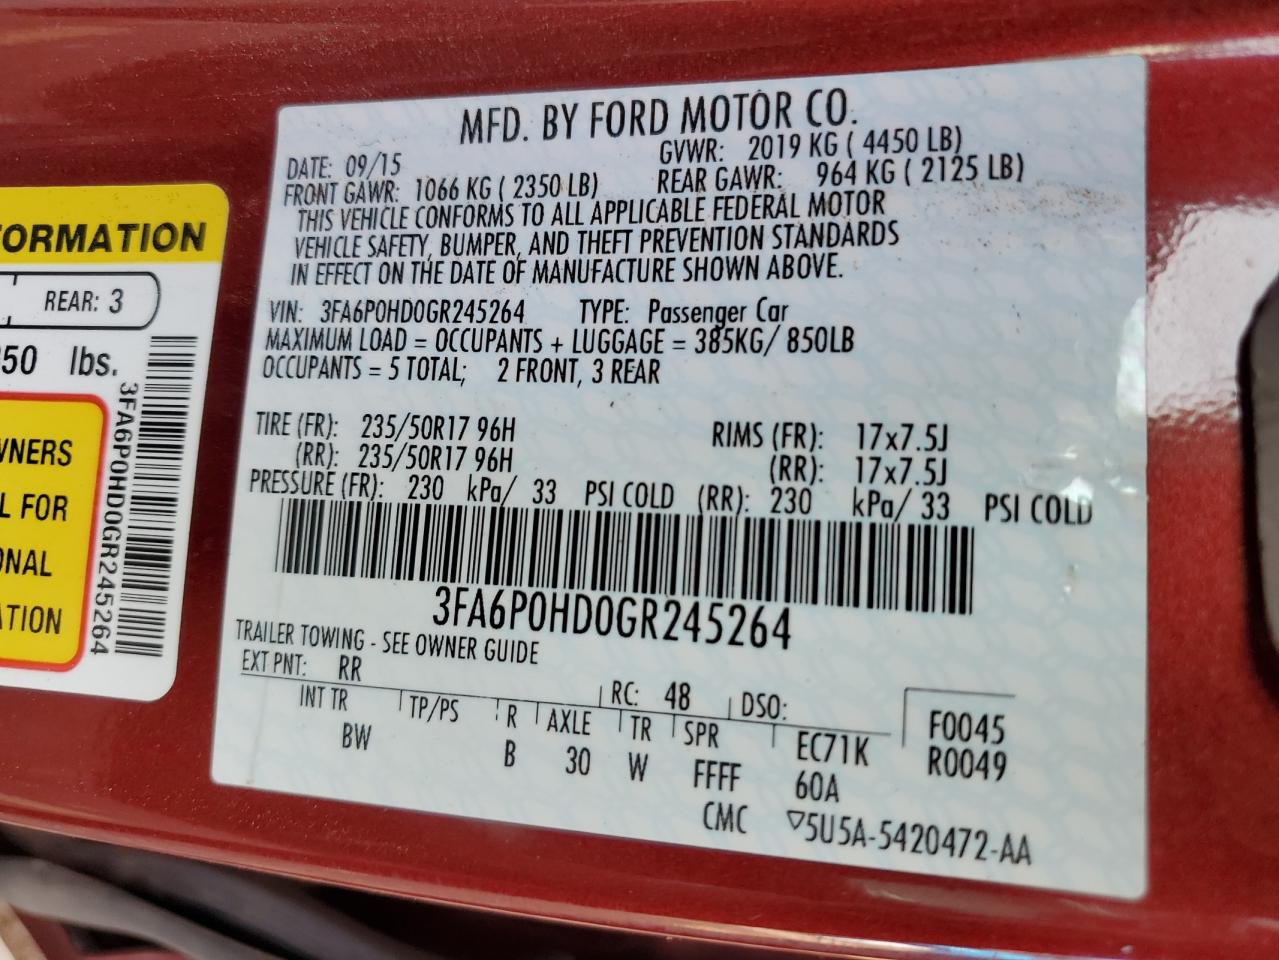 FORMATION
REAR: 3
50 lbs.
WNERS
L FOR
ONAL
ATION
3FA6P0HD0GR245264
MFD. BY FORD MOTOR CO.
DATE: 09/15 GVWR: 2019 KG ( 4450 LB)
FRONT GAWR: 1066 KG ( 2350 LB) REAR GAWR: 964 KG ( 2125 LB)
THIS VEHICLE CONFORMS TO ALL APPLICABLE FEDERAL MOTOR
VEHICLE SAFETY, BUMPER, AND THEFT PREVENTION STANDARDS
IN EFFECT ON THE DATE OF MANUFACTURE SHOWN ABOVE.
VIN: 3FA6P0HD0GR245264 TYPE: Passenger Car
MAXIMUM LOAD = OCCUPANTS + LUGGAGE = 385KG/ 850LB
OCCUPANTS = 5 TOTAL; 2 FRONT, 3 REAR
TIRE (FR): 235/50R17 96H RIMS (FR): 17x7.5J
(RR): 235/50R17 96H (RR): 17x7.5J
PRESSURE (FR): 230 kPa/ 33 PSI COLD (RR): 230 kPa/ 33 PSI COLD
3FA6P0HD0GR245264
TRAILER TOWING - SEE OWNER GUIDE
EXT PNT: RR RC: 48 DSO:
INT TR TP/PS R AXLE TR SPR EC71K F0045
BW B 30 W FFFF 60A R0049
CMC ▽5U5A-5420472-AA